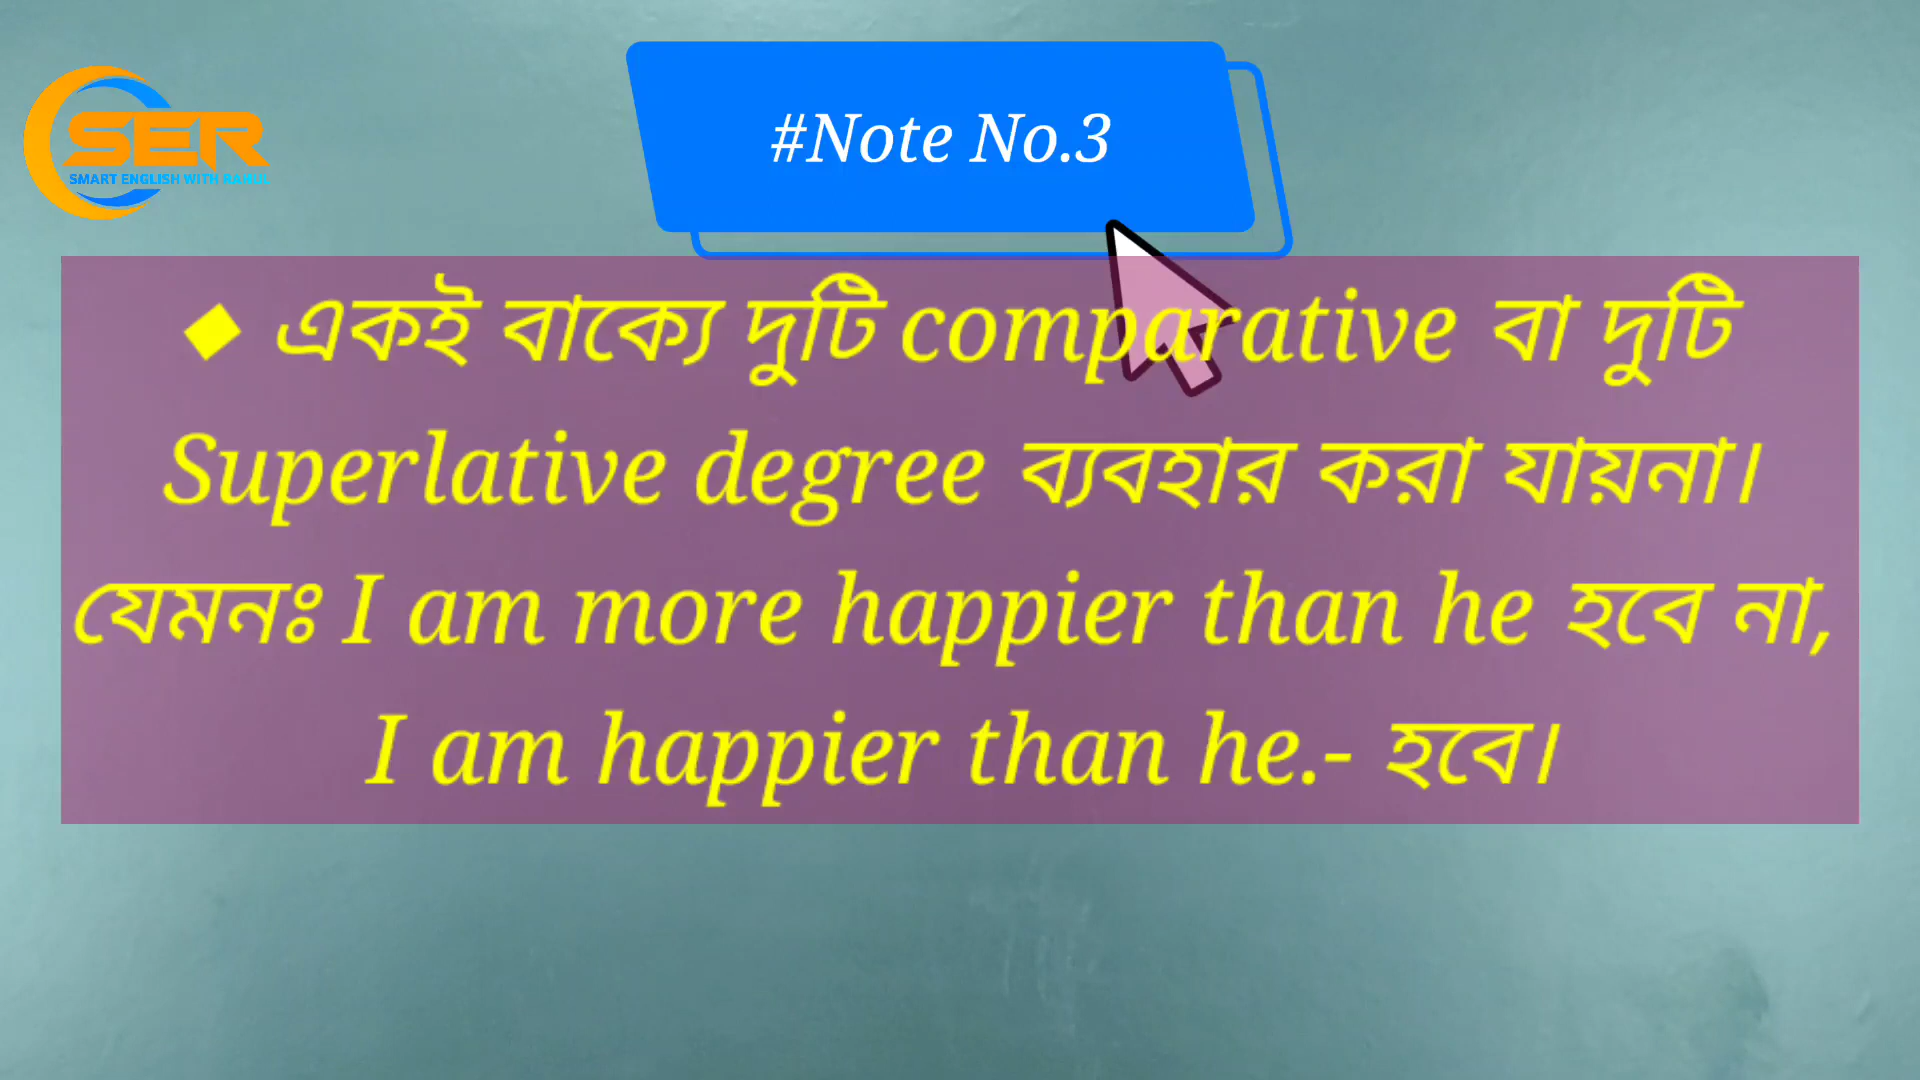 SER
SMART ENGLISH WITH RAHUL
#Note No.3
◆ একই বাক্যে দুটি comparative বা দুটি
Superlative degree ব্যবহার করা যায়না।
যেমনঃ I am more happier than he হবে না,
I am happier than he.- হবে।